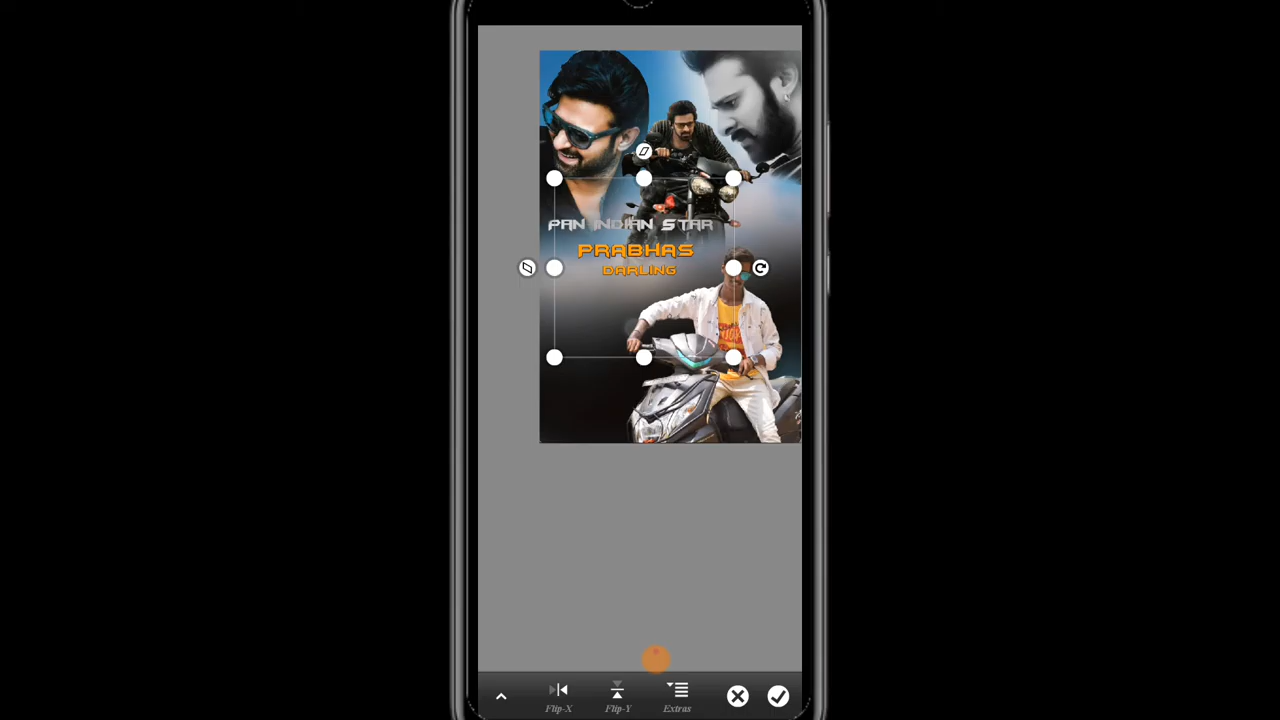 PAN INDIAN STAR
PRABHAS
DARLING
Flip-X
Flip-Y
Extras